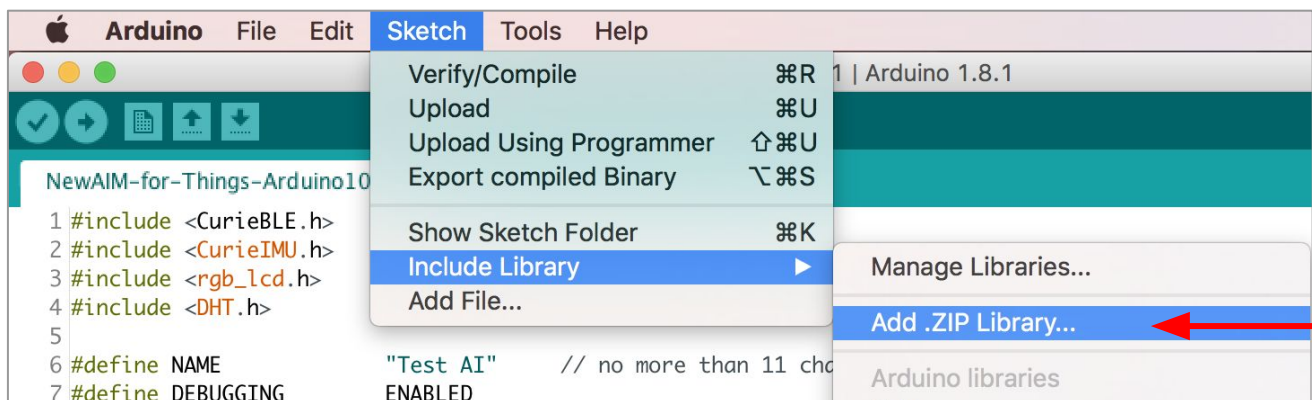 Arduino File Edit Sketch Tools Help
1 | Arduino 1.8.1
Verify/Compile ⌘R
Upload ⌘U
Upload Using Programmer ⇧⌘U
Export compiled Binary ⌥⌘S
Show Sketch Folder ⌘K
Include Library ▶
Add File...
Manage Libraries...
Add .ZIP Library...
Arduino libraries
NewAIM-for-Things-Arduino10
1 #include <CurieBLE.h>
2 #include <CurieIMU.h>
3 #include <rgb_lcd.h>
4 #include <DHT.h>
5
6 #define NAME "Test AI" // no more than 11 cha
7 #define DEBUGGING ENABLED